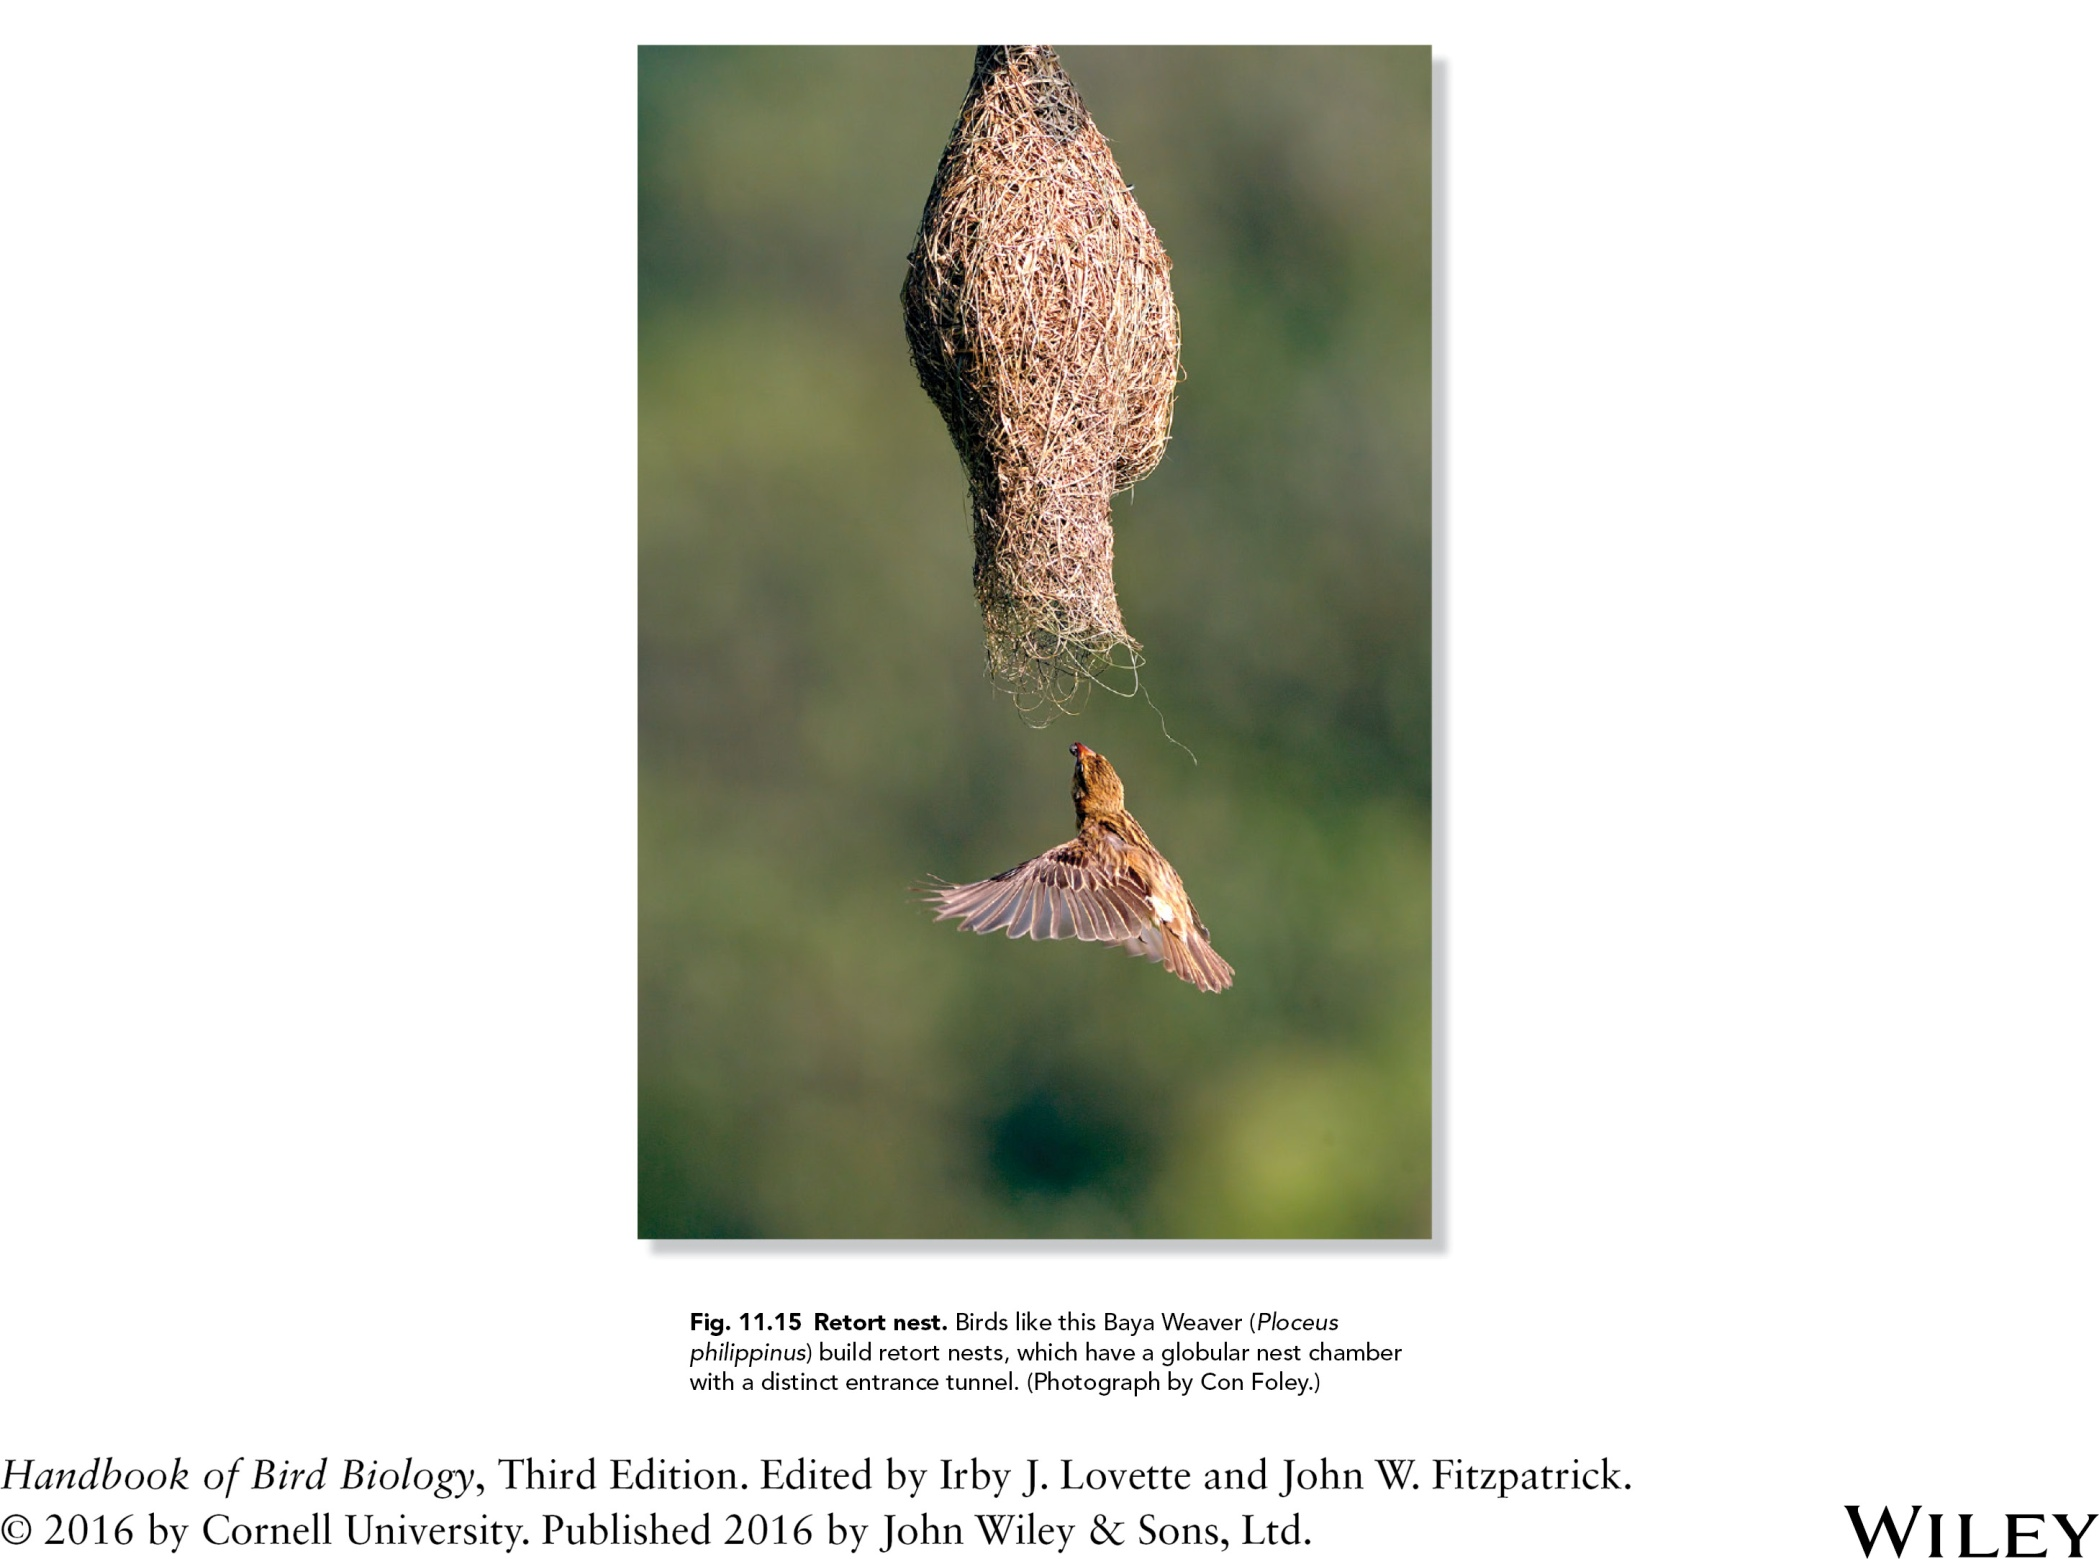 Fig. 11.15 Retort nest. Birds like this Baya Weaver (Ploceus
philippinus) build retort nests, which have a globular nest chamber
with a distinct entrance tunnel. (Photograph by Con Foley.)
Handbook of Bird Biology, Third Edition. Edited by Irby J. Lovette and John W. Fitzpatrick.
© 2016 by Cornell University. Published 2016 by John Wiley & Sons, Ltd.
WILEY